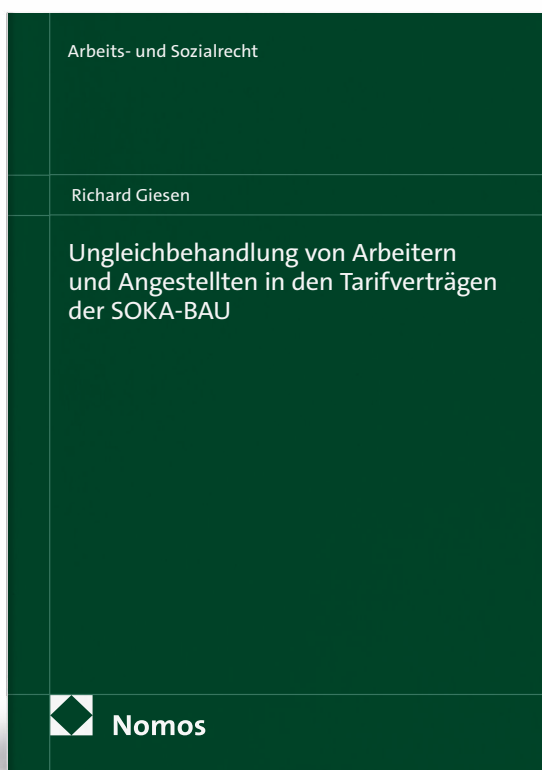 Arbeits- und Sozialrecht
Richard Giesen
Ungleichbehandlung von Arbeitern
und Angestellten in den Tarifverträgen
der SOKA-BAU
Nomos